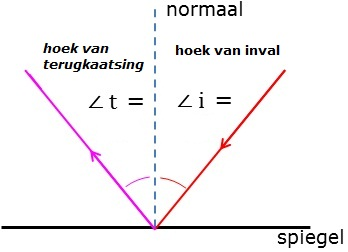 normaal
hoek van
terugkaatsing
hoek van inval
∠ t =
∠ i =
spiegel